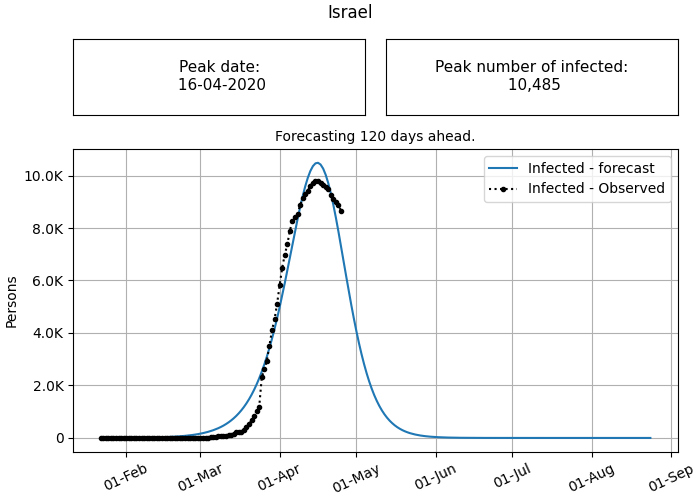 Israel
Peak date:
16-04-2020
Peak number of infected:
10,485
Forecasting 120 days ahead.
Infected - forecast
Infected - Observed
Persons
10.0K
8.0K
6.0K
4.0K
2.0K
0
01-Feb
01-Mar
01-Apr
01-May
01-Jun
01-Jul
01-Aug
01-Sep